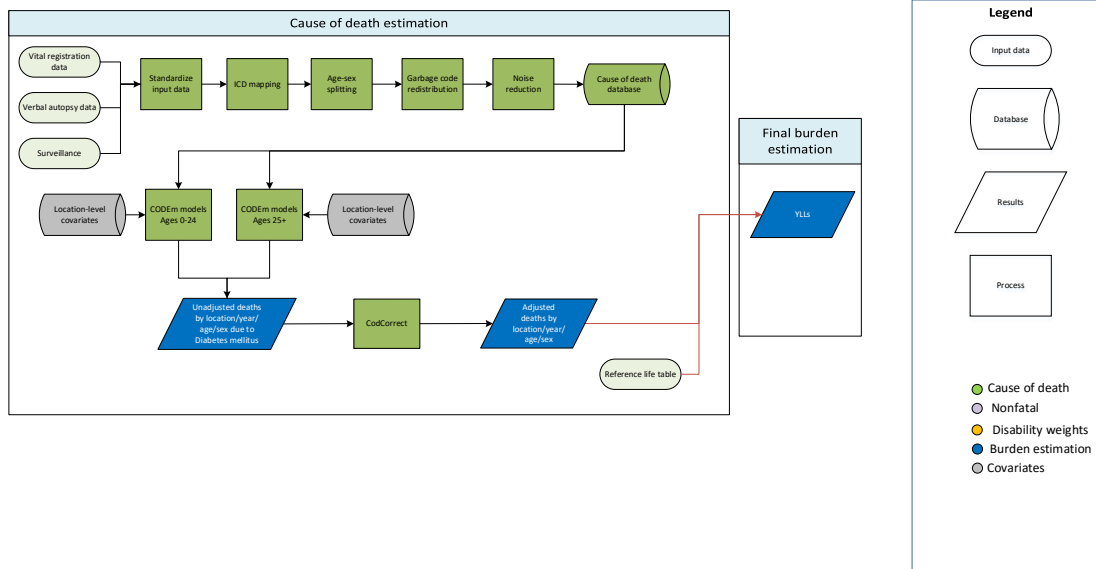 Cause of death estimation
Vital registration
data
Verbal autopsy data
Surveillance
Standardize
input data
ICD mapping
Age-sex
splitting
Garbage code
redistribution
Noise
reduction
Cause of death
database
Location-level
covariates
CODEm models
Ages 0-24
CODEm models
Ages 25+
Location-level
covariates
Unadjusted deaths
by location/year/
age/sex due to
Diabetes mellitus
CodCorrect
Adjusted
deaths by
location/year/
age/sex
Reference life table
Final burden
estimation
YLLs
Legend
Input data
Database
Results
Process
Cause of death
Nonfatal
Disability weights
Burden estimation
Covariates